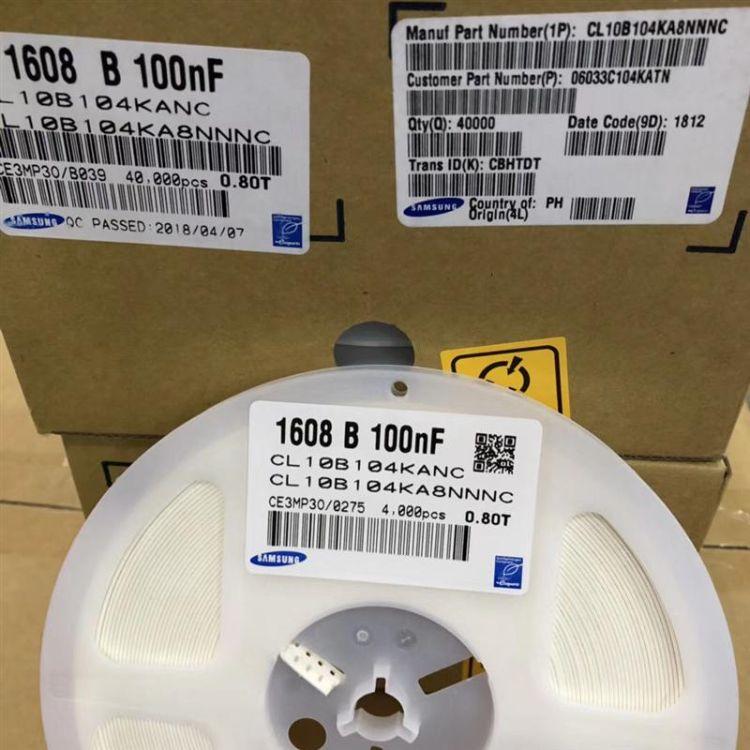 1608 B 100nF
CL10B104KANC
CL10B104KA8NNNC
CE3MP30/B039 40,000pcs 0.80T
SAMSUNG QC PASSED:2018/04/07
Manuf Part Number(1P): CL10B104KA8NNNC
Customer Part Number(P): 06033C104KATN
Qty(Q): 40000 Date Code(9D): 1812
Trans ID(K): CBHTDT
SAMSUNG Country of Origin(4L) PH
1608 B 100nF
CL10B104KANC
CL10B104KA8NNNC
CE3MP30/0275 4,000pcs 0.80T
SAMSUNG